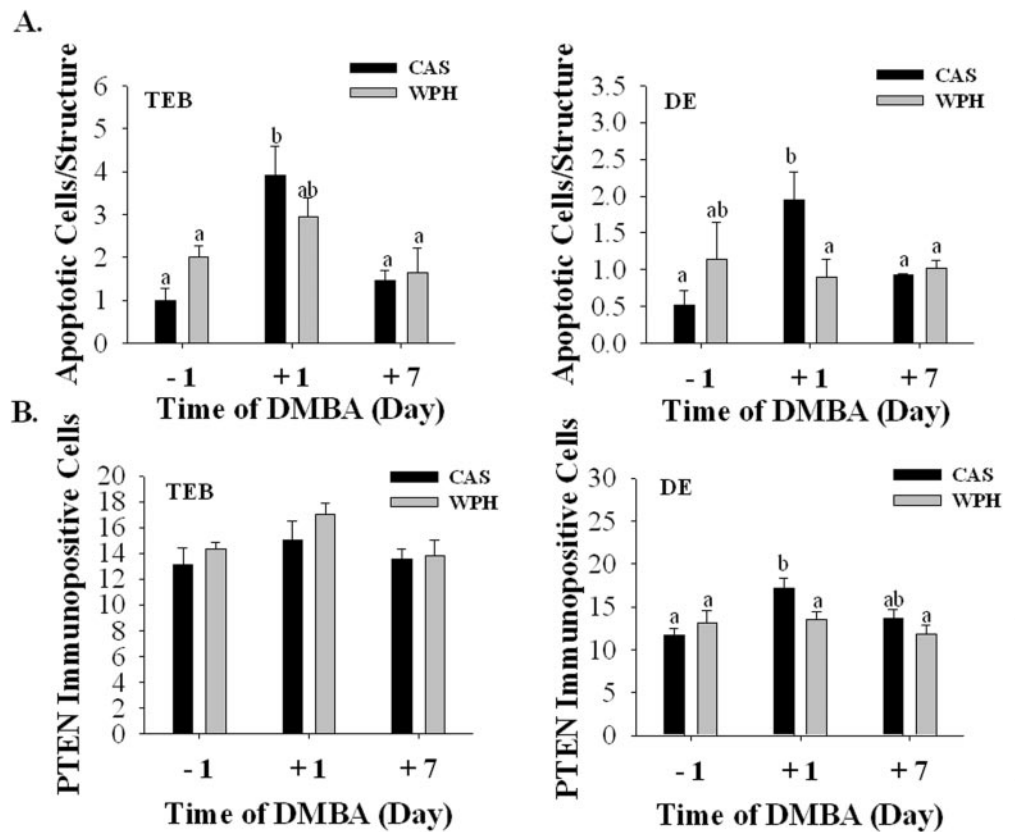 A.
CAS
WPH
TEB
Apoptotic Cells/Structure
6
5
4
3
2
1
0
a
a
b
ab
a
a
- 1
+ 1
+ 7
Time of DMBA (Day)
CAS
WPH
DE
Apoptotic Cells/Structure
3.5
3.0
2.5
2.0
1.5
1.0
0.5
0.0
a
ab
b
a
a
a
- 1
+ 1
+ 7
Time of DMBA (Day)
B.
CAS
WPH
TEB
PTEN Immunopositive Cells
20
18
16
14
12
10
8
6
4
2
0
- 1
+ 1
+ 7
Time of DMBA (Day)
CAS
WPH
DE
PTEN Immunopositive Cells
30
25
20
15
10
5
0
a
a
b
a
ab
a
- 1
+ 1
+ 7
Time of DMBA (Day)